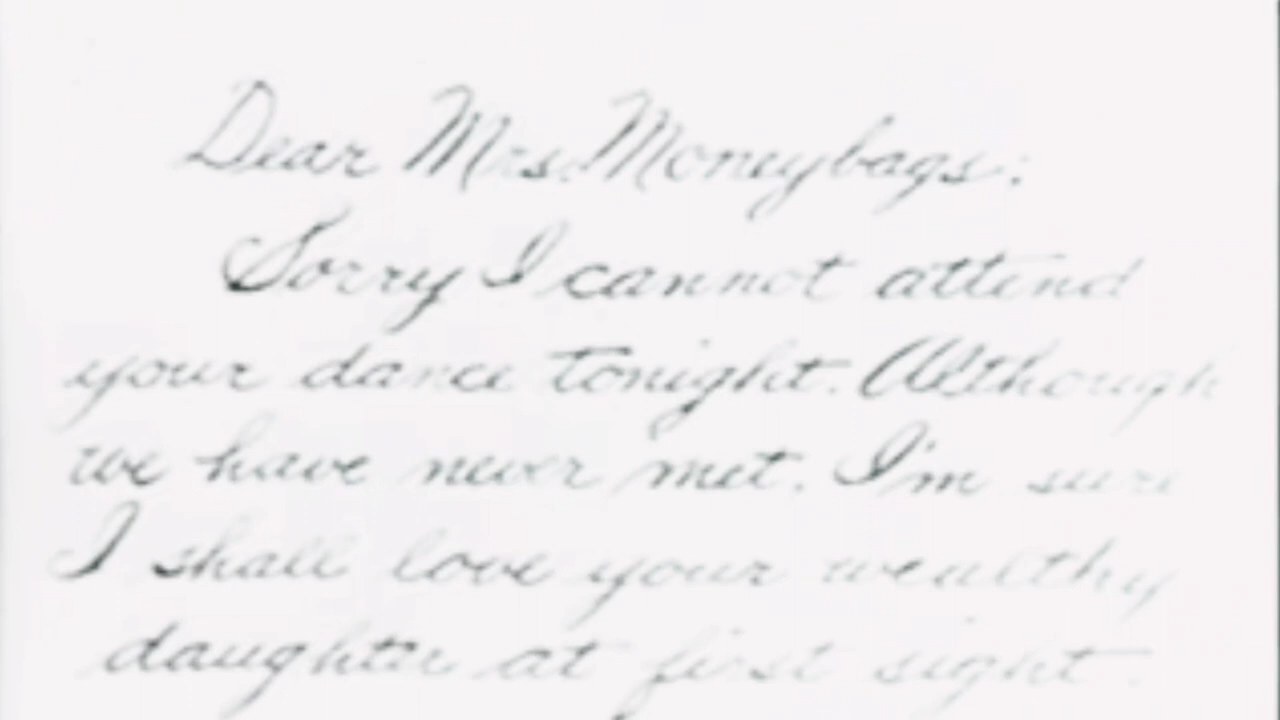 Dear Mrs. Moneybags:
Sorry I cannot attend
your dance tonight. Although
we have never met. I'm sure
I shall love your wealthy
daughter at first sight.